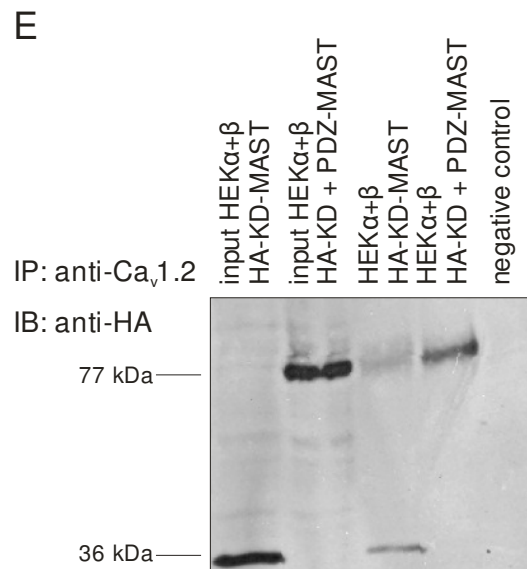 E
input HEKα+β
HA-KD-MAST
input HEKα+β
HA-KD + PDZ-MAST
HEKα+β
HA-KD-MAST
HEKα+β
HA-KD + PDZ-MAST
negative control
IP: anti-Caᵥ1.2
IB: anti-HA
77 kDa
36 kDa